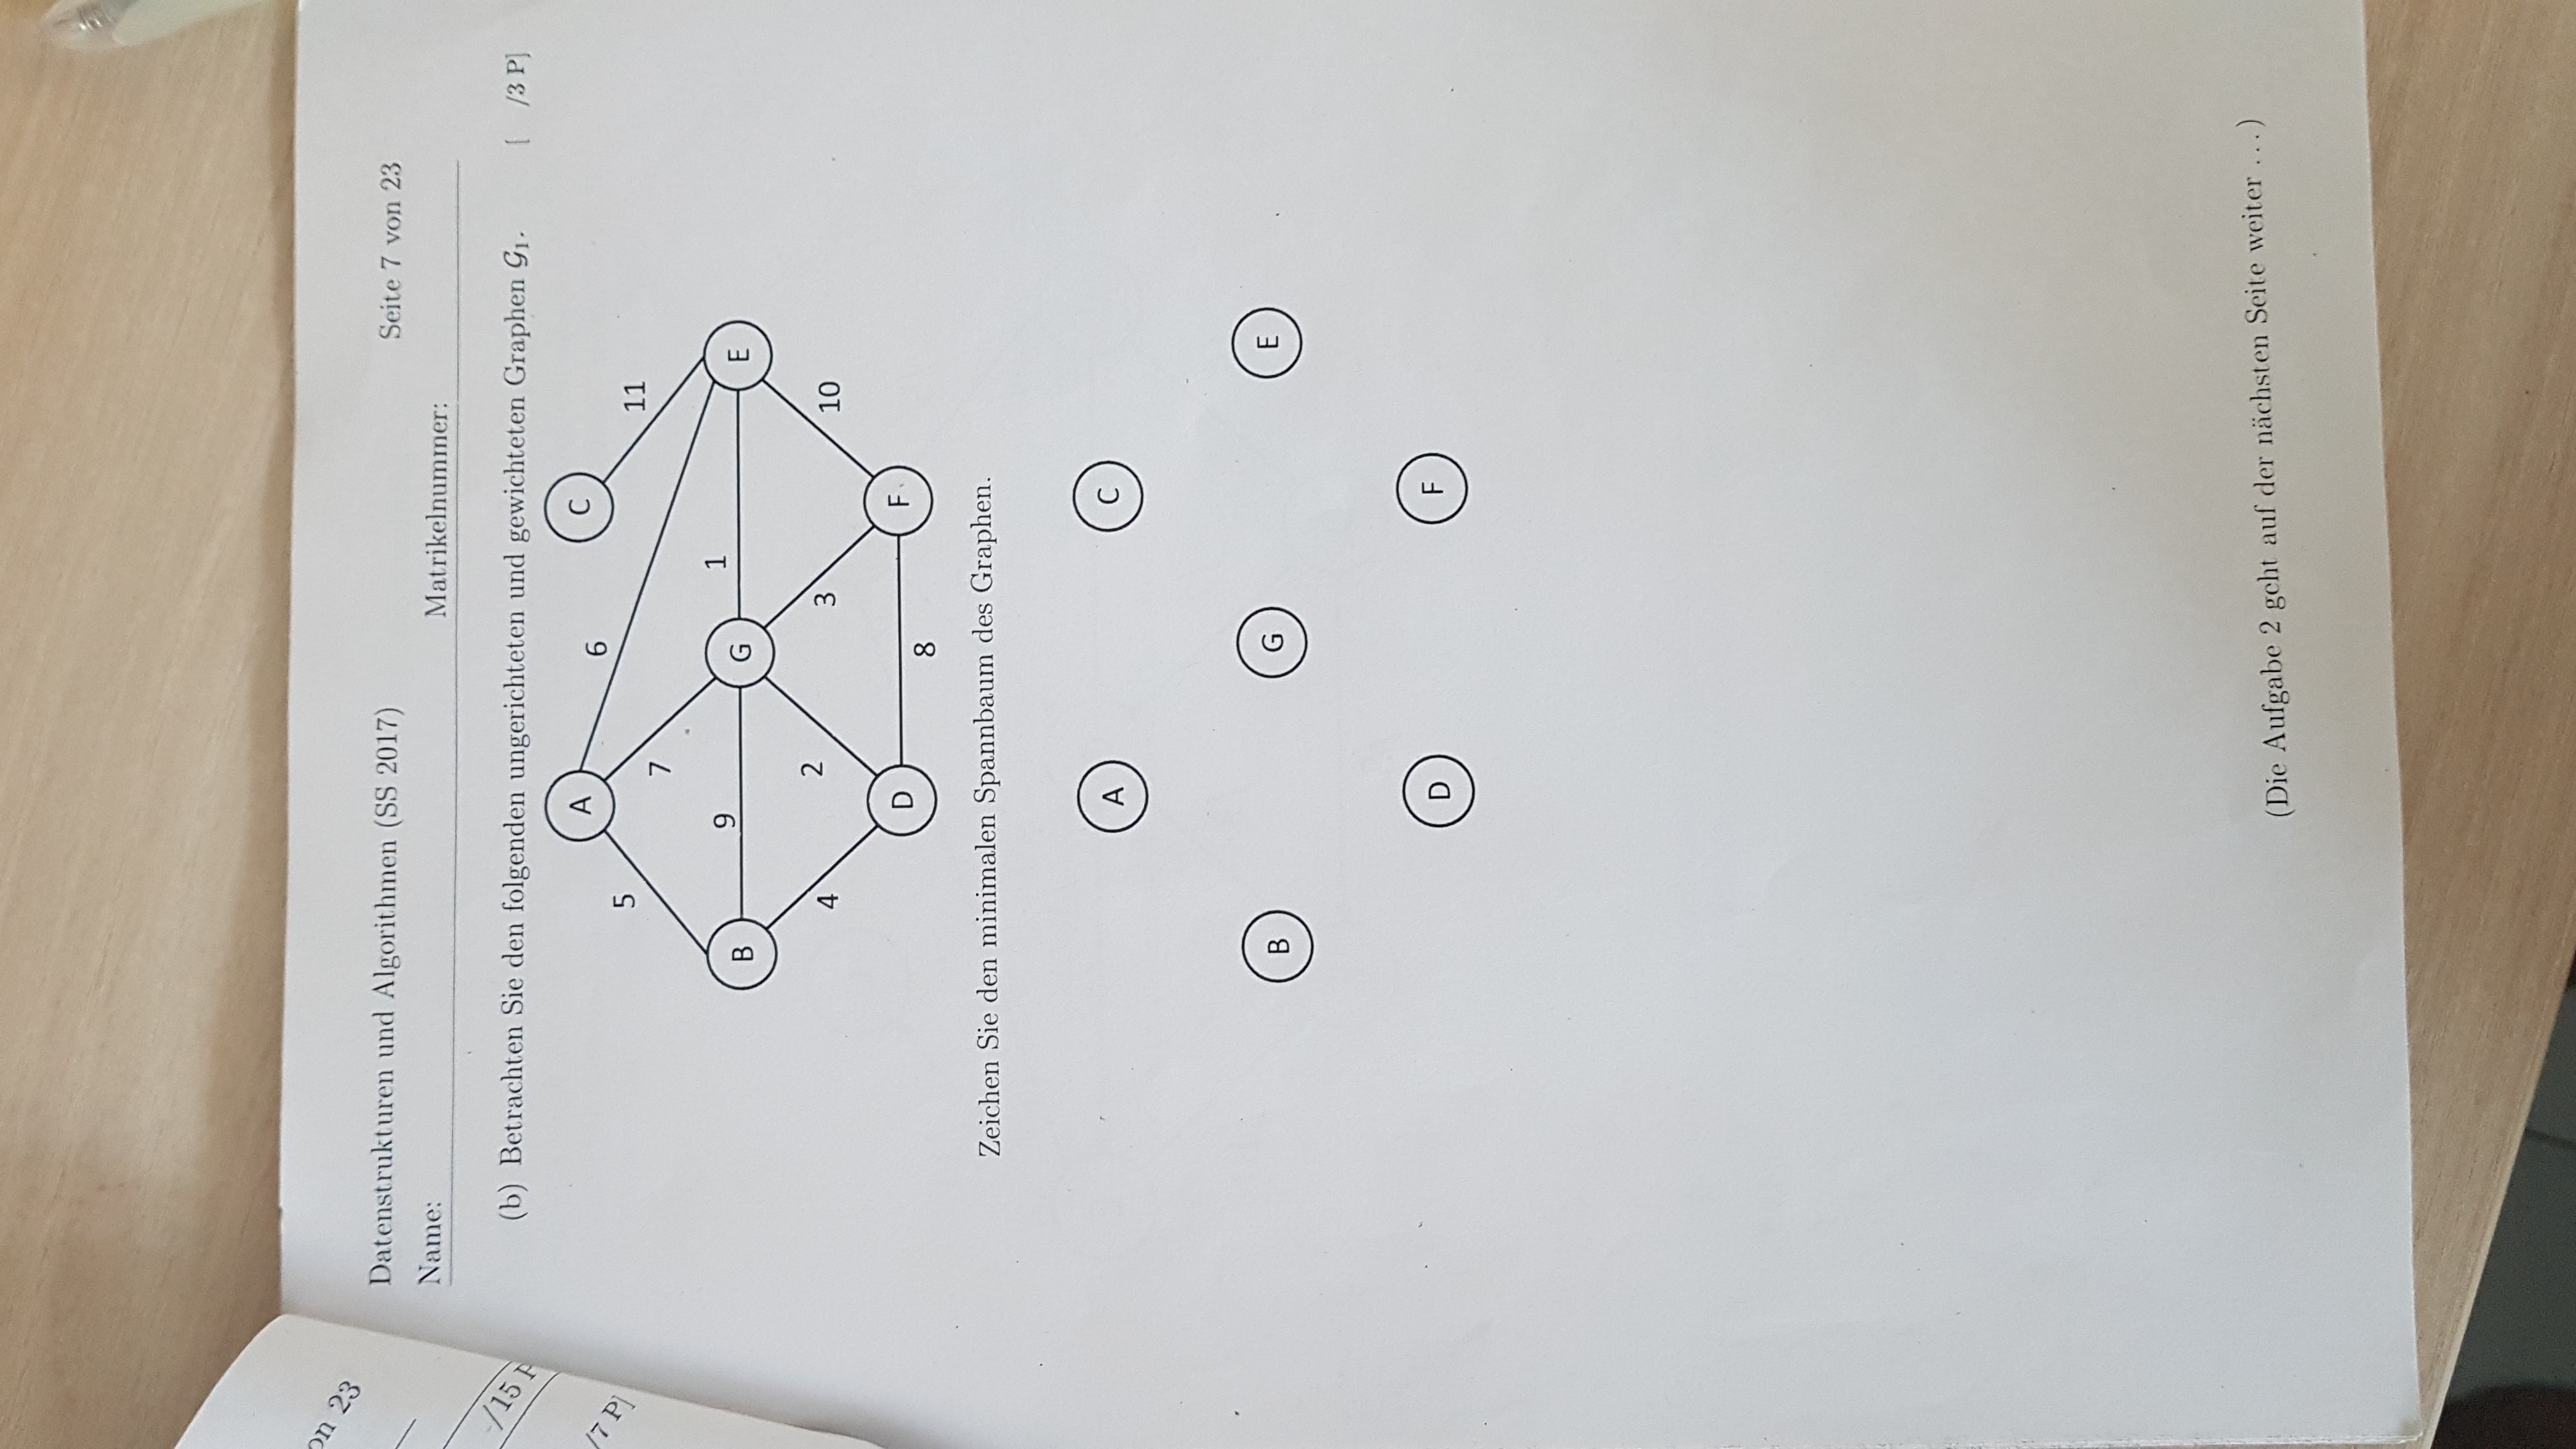 on 23
/15 P
/7 P]
Datenstrukturen und Algorithmen (SS 2017) Seite 7 von 23
Name: Matrikelnummer:
(b) Betrachten Sie den folgenden ungerichteten und gewichteten Graphen 𝒢₁. [ /3 P]
A C
6
5 11
7
9 1
B G E
2 3
4 10
D F
8
Zeichen Sie den minimalen Spannbaum des Graphen.
A C
B G E
D F
(Die Aufgabe 2 geht auf der nächsten Seite weiter ...)